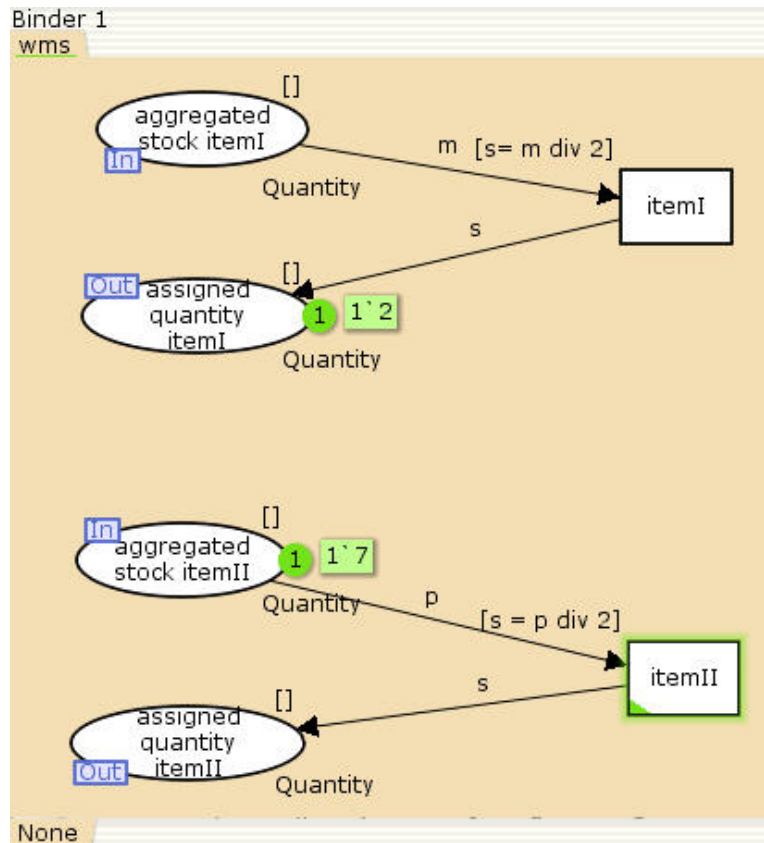 Binder 1
wms
[]
aggregated
stock itemI
In
Quantity
m [s= m div 2]
itemI
s
[]
Out
assigned
quantity
itemI
1 1`2
Quantity
[]
In
aggregated
stock itemII
1 1`7
Quantity
p
[s = p div 2]
itemII
s
[]
assigned
quantity
itemII
Out
Quantity
None